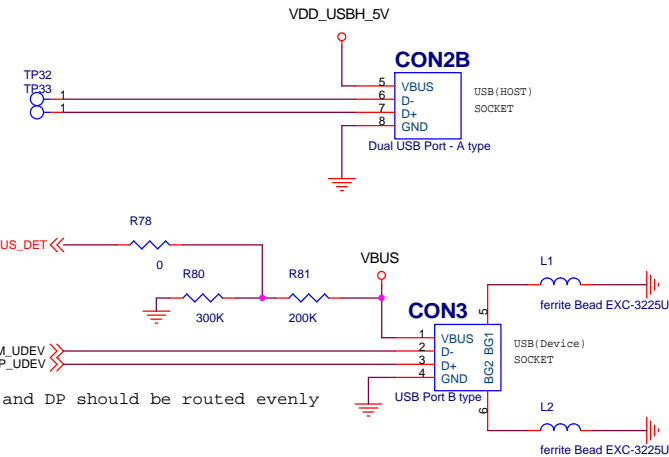 VDD_USBH_5V
CON2B
TP32
TP33
1
1
5
6
7
8
VBUS
D-
D+
GND
USB(HOST)
SOCKET
Dual USB Port - A type
R78
0
US_DET
R80
300K
R81
200K
VBUS
CON3
1
2
3
4
VBUS
D-
D+
GND
BG1
BG2
5
6
USB(Device)
SOCKET
USB Port B type
L1
ferrite Bead EXC-3225U
L2
ferrite Bead EXC-3225U
M_UDEV
P_UDEV
and DP should be routed evenly